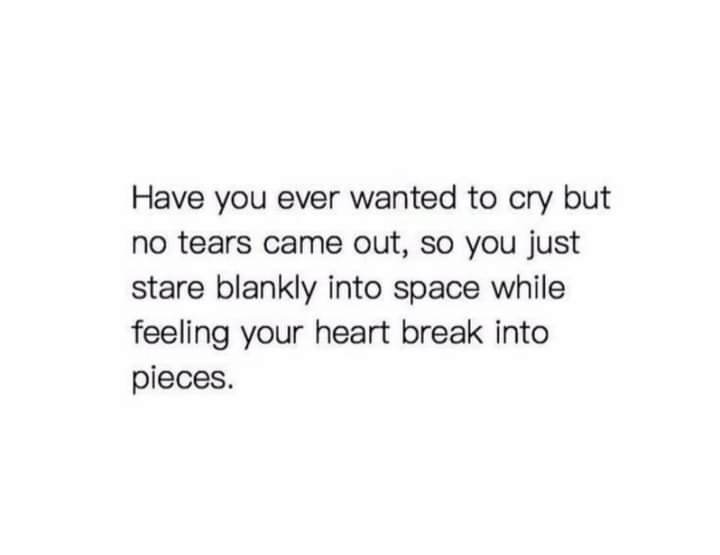 Have you ever wanted to cry but
no tears came out, so you just
stare blankly into space while
feeling your heart break into
pieces.